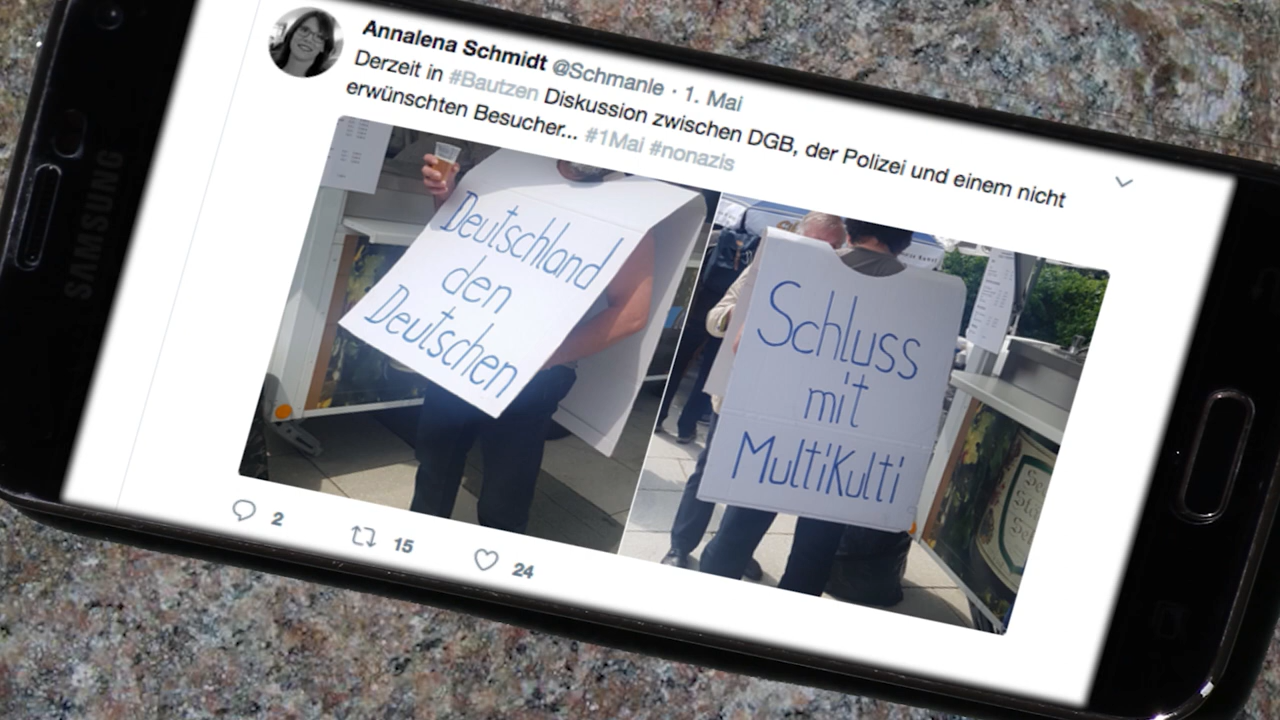 SAMSUNG
Annalena Schmidt @Schmanle · 1. Mai
Derzeit in #Bautzen Diskussion zwischen DGB, der Polizei und einem nicht
erwünschten Besucher... #1Mai #nonazis
Deutschland
den
Deutschen
Schluss
mit
MultiKulti
2
15
24